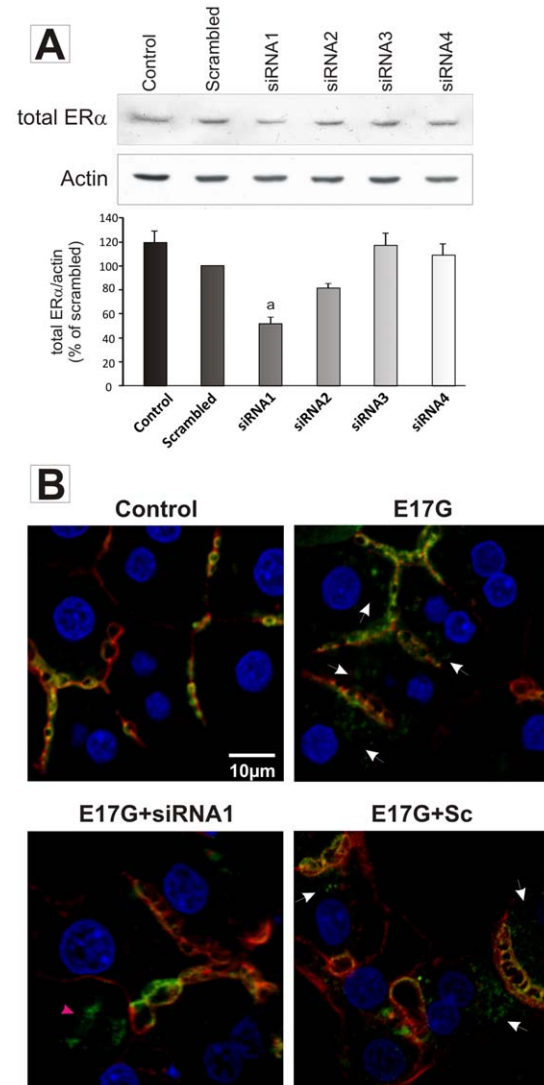 A
Control Scrambled siRNA1 siRNA2 siRNA3 siRNA4
total ERα
Actin
total ERα/actin
(% of scrambled)
140
120
100
80
60
40
20
0
a
Control Scrambled siRNA1 siRNA2 siRNA3 siRNA4
B
Control
E17G
10µm
E17G+siRNA1
E17G+Sc